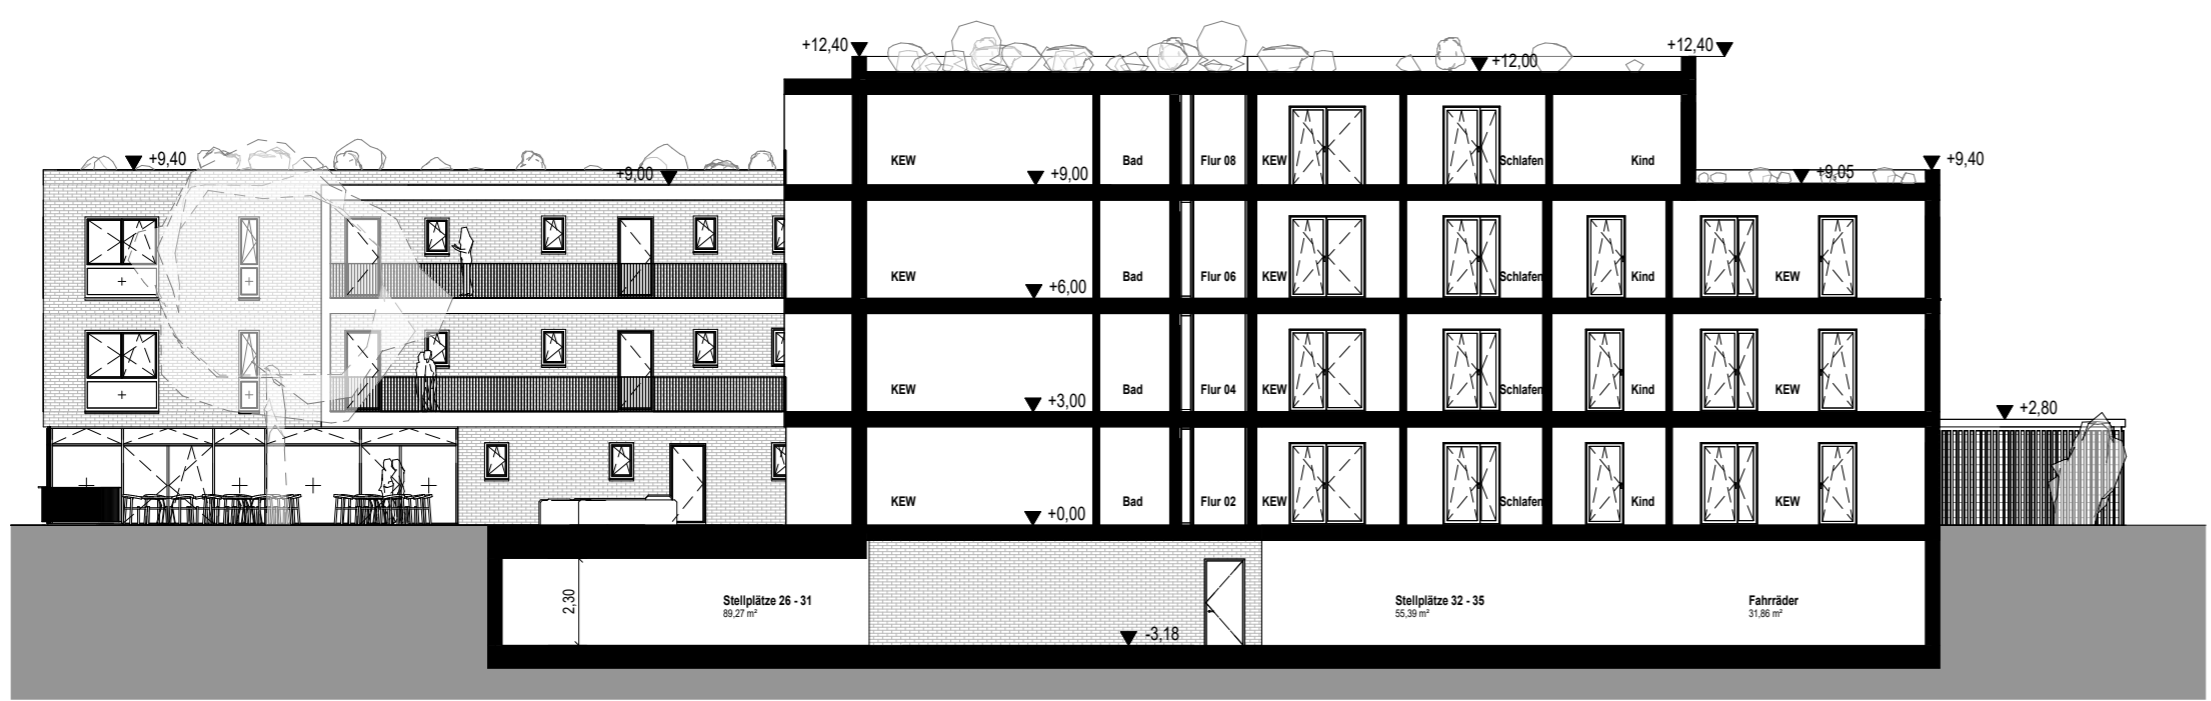 +12,40
+12,40
+12,00
+9,40
+9,00
KEW
+9,00
Bad
Flur 08
KEW
Schlafen
Kind
+9,05
+9,40
KEW
+6,00
Bad
Flur 06
KEW
Schlafen
Kind
KEW
KEW
+3,00
Bad
Flur 04
KEW
Schlafen
Kind
KEW
+2,80
KEW
+0,00
Bad
Flur 02
KEW
Schlafen
Kind
KEW
2,30
Stellplätze 26 - 31
89,27 m²
-3,18
Stellplätze 32 - 35
55,39 m²
Fahrräder
31,86 m²